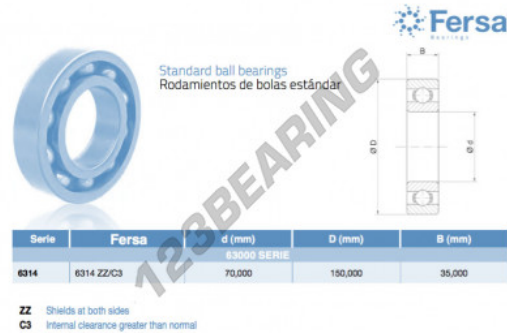 Fersa
Bearings
Standard ball bearings
Rodamientos de bolas estándar
B
Ø D
Ø d
123BEARING
Serie Fersa d (mm) D (mm) B (mm)
63000 SERIE
6314 6314 ZZ/C3 70,000 150,000 35,000
ZZ Shields at both sides
C3 Internal clearance greater than normal